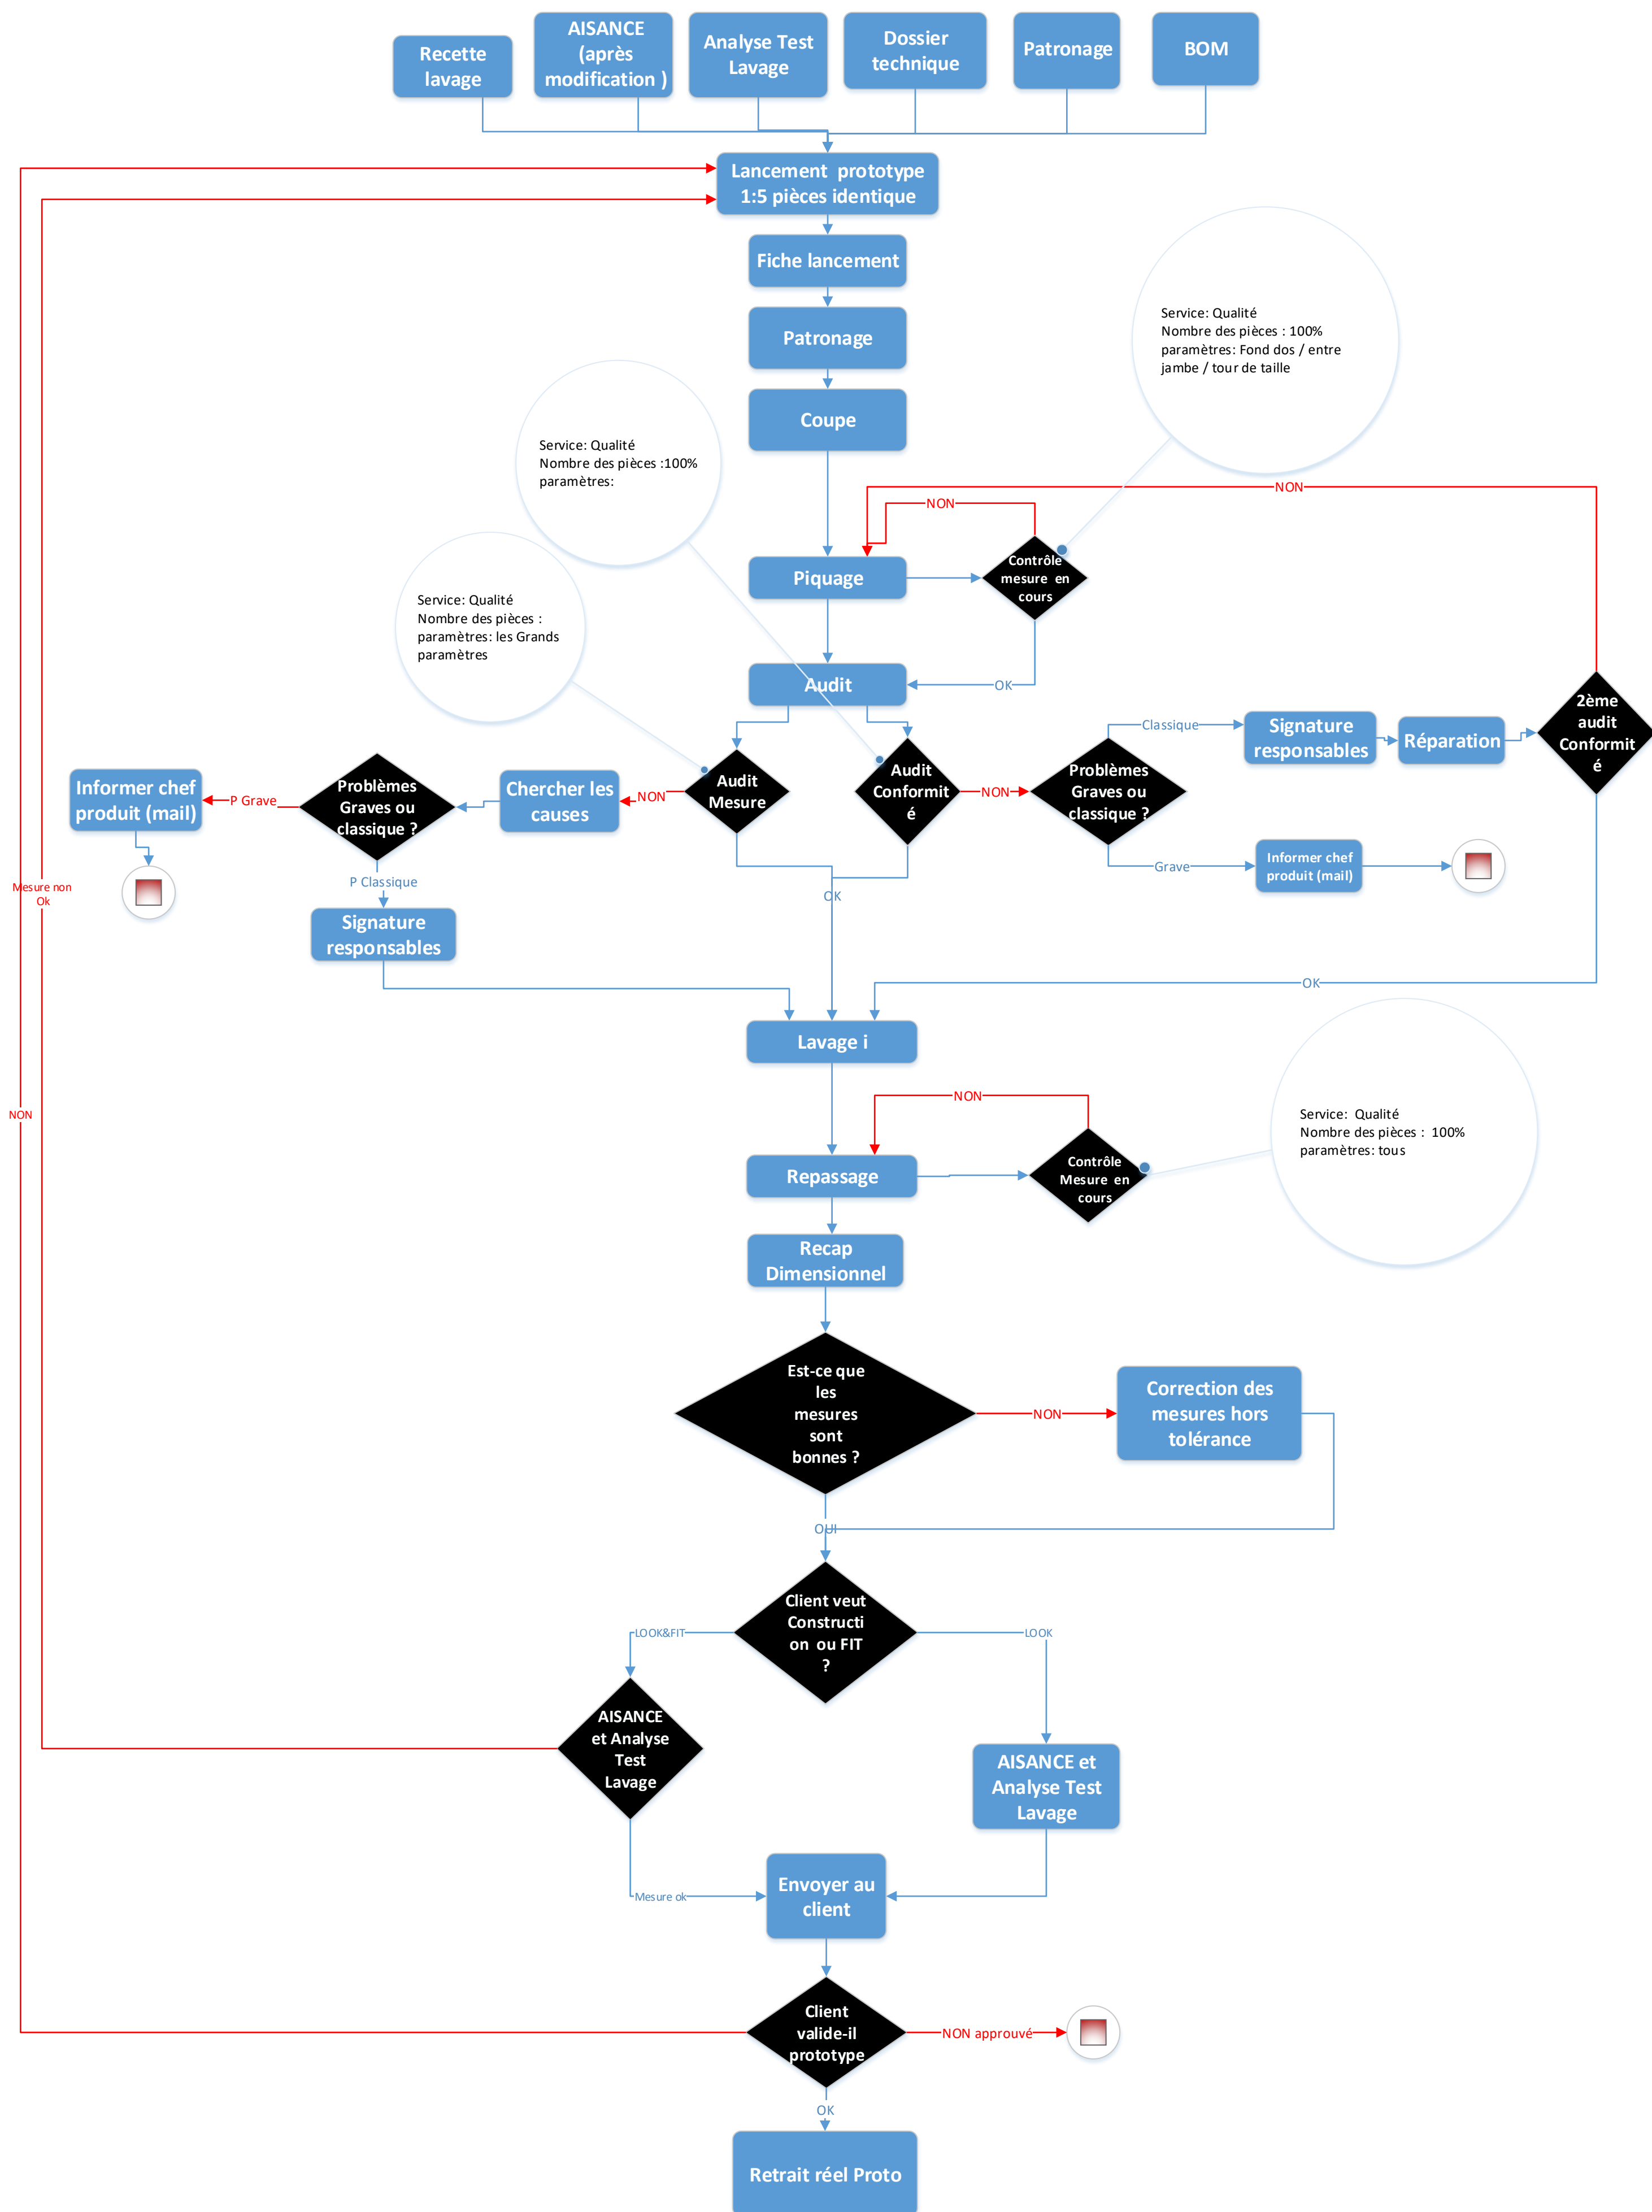 Recette
lavage
AISANCE
(après
modification )
Analyse Test
Lavage
Dossier
technique
Patronage
BOM
Lancement prototype
1:5 pièces identique
Fiche lancement
Patronage
Coupe
Service: Qualité
Nombre des pièces : 100%
paramètres: Fond dos / entre
jambe / tour de taille
Service: Qualité
Nombre des pièces :100%
paramètres:
NON
NON
Piquage
Contrôle
mesure en
cours
Service: Qualité
Nombre des pièces :
paramètres: les Grands
paramètres
Audit
OK
Classique
Signature
responsables
Réparation
2ème
audit
Conformit
é
Informer chef
produit (mail)
P Grave
Problèmes
Graves ou
classique ?
Chercher les
causes
NON
Audit
Mesure
Audit
Conformit
é
NON
Problèmes
Graves ou
classique ?
Grave
Informer chef
produit (mail)
P Classique
Mesure non
Ok
OK
Signature
responsables
OK
Lavage i
NON
NON
Repassage
Contrôle
Mesure en
cours
Service: Qualité
Nombre des pièces : 100%
paramètres: tous
Recap
Dimensionnel
Est-ce que
les
mesures
sont
bonnes ?
NON
Correction des
mesures hors
tolérance
OUI
Client veut
Constructi
on ou FIT
?
LOOK&FIT
LOOK
AISANCE
et Analyse
Test
Lavage
AISANCE et
Analyse Test
Lavage
Mesure ok
Envoyer au
client
Client
valide-il
prototype
NON approuvé
OK
Retrait réel Proto